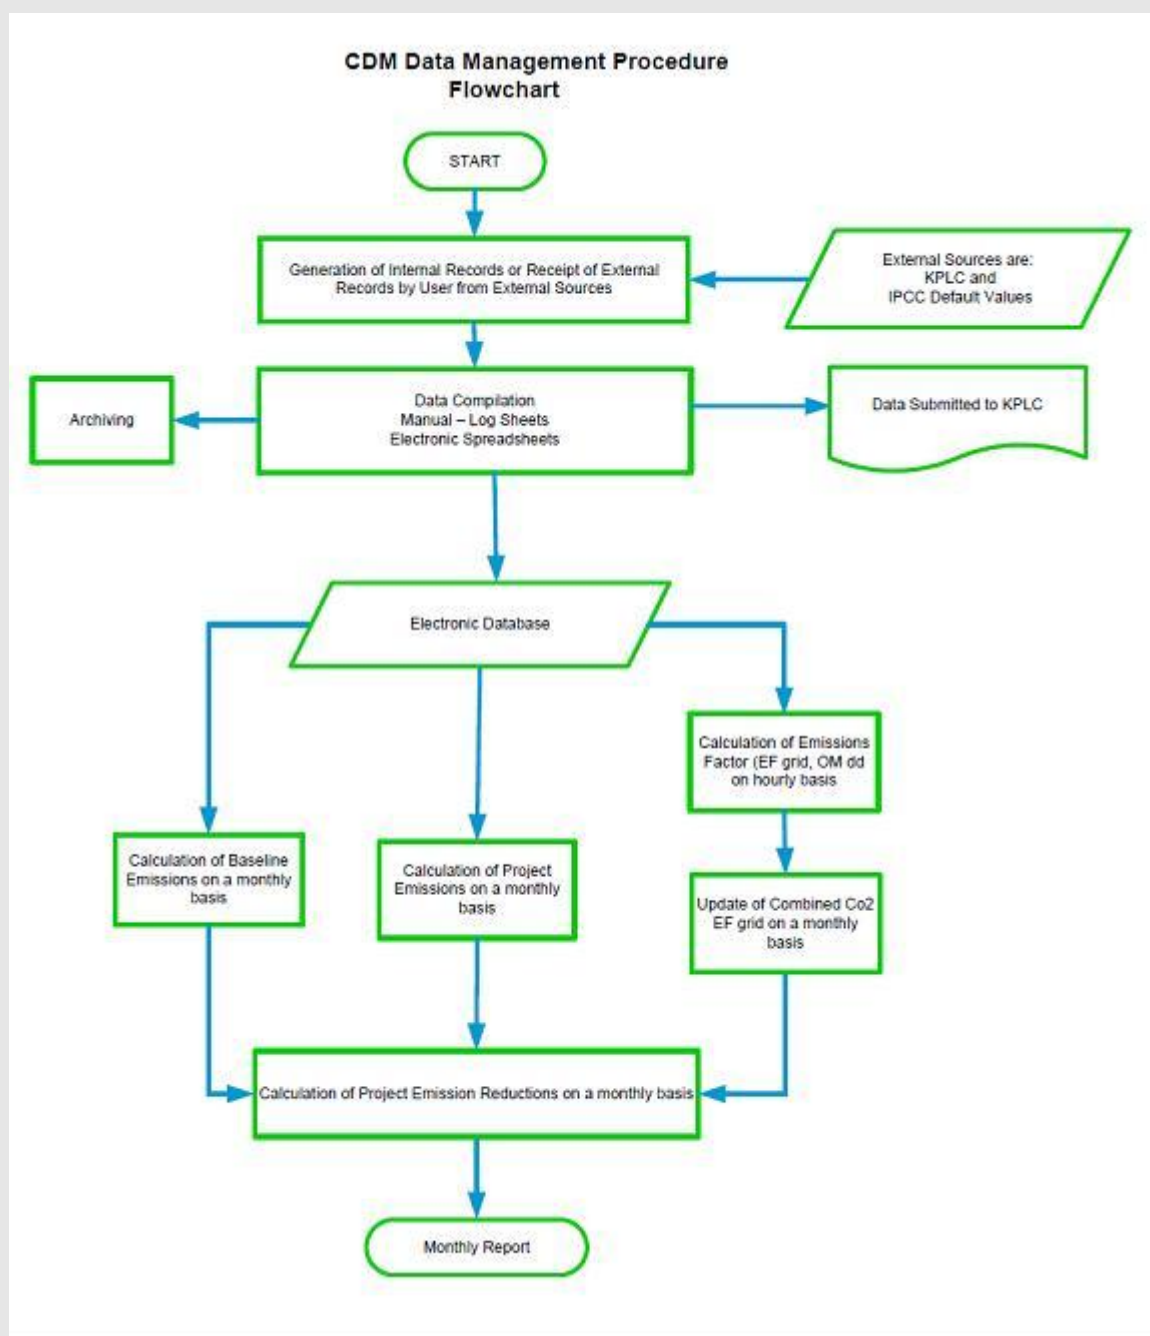 CDM Data Management Procedure
Flowchart
START
Generation of Internal Records or Receipt of External
Records by User from External Sources
External Sources are:
KPLC and
IPCC Default Values
Archiving
Data Compilation
Manual – Log Sheets
Electronic Spreadsheets
Data Submitted to KPLC
Electronic Database
Calculation of Emissions
Factor (EF grid, OM dd
on hourly basis
Calculation of Baseline
Emissions on a monthly
basis
Calculation of Project
Emissions on a monthly
basis
Update of Combined Co2
EF grid on a monthly
basis
Calculation of Project Emission Reductions on a monthly basis
Monthly Report